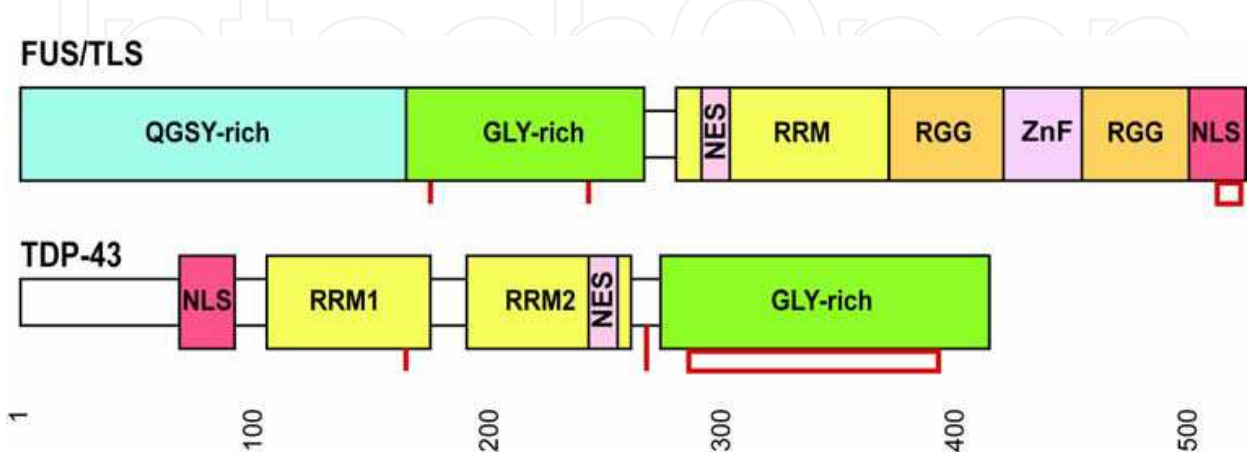 IntechOpen
FUS/TLS
QGSY-rich GLY-rich NES RRM RGG ZnF RGG NLS
TDP-43
NLS RRM1 RRM2 NES GLY-rich
1 100 200 300 400 500